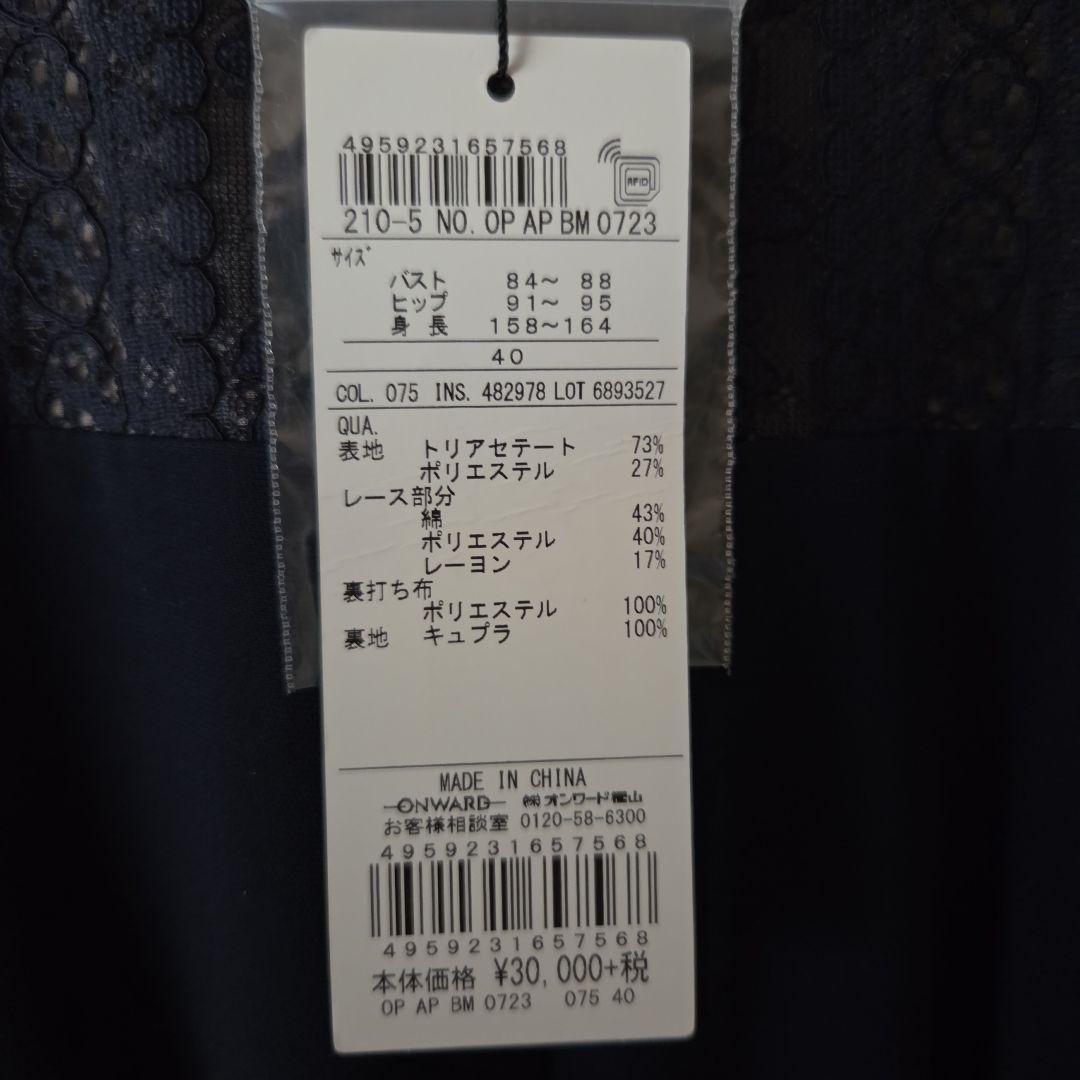 4959231657568
RFID
210-5 NO. OP AP BM 0723
サイズ
バスト 84～ 88
ヒップ 91～ 95
身長 158～164
40
COL. 075 INS. 482978 LOT 6893527
QUA.
表地 トリアセテート 73%
ポリエステル 27%
レース部分
綿 43%
ポリエステル 40%
レーヨン 17%
裏打ち布
ポリエステル 100%
裏地 キュプラ 100%
MADE IN CHINA
ONWARD ㈱オンワード樫山
お客様相談室 0120-58-6300
4959231657568
4959231657568
本体価格 ¥30,000+税
OP AP BM 0723 075 40